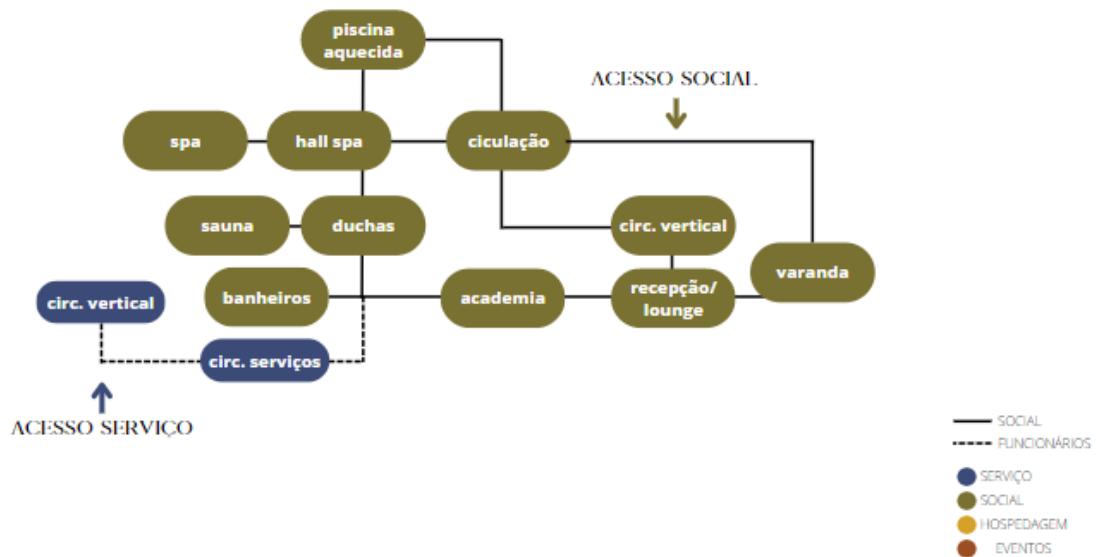 piscina
aquecida
ACESSO SOCIAL
spa
hall spa
ciculação
sauna
duchas
circ. vertical
varanda
circ. vertical
banheiros
academia
recepção/
lounge
circ. serviços
ACESSO SERVIÇO
SOCIAL
FUNCIONÁRIOS
SERVIÇO
SOCIAL
HOSPEDAGEM
EVENTOS